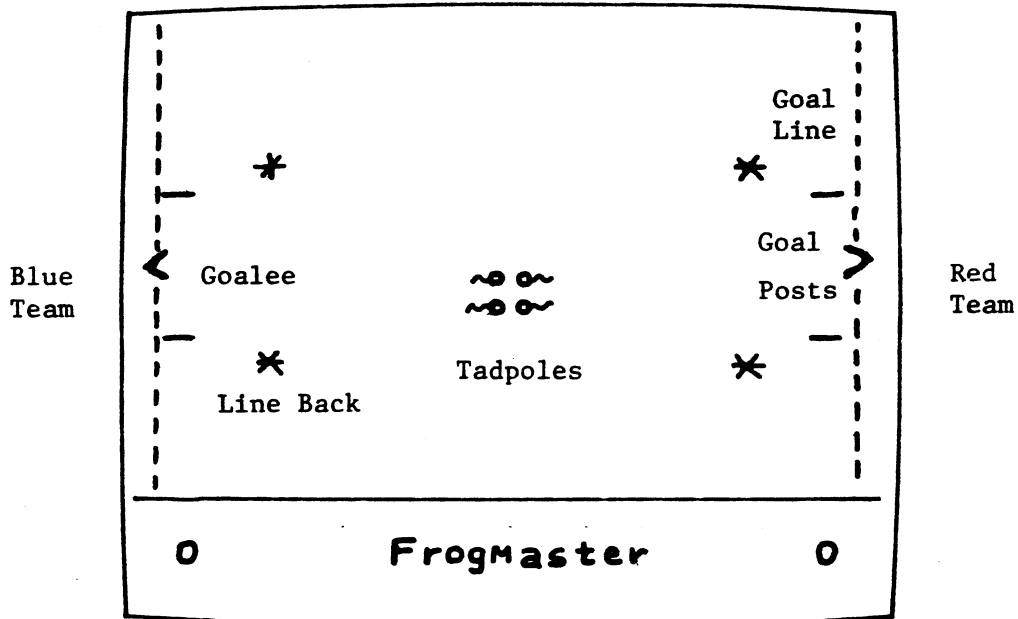 Goal
Line
Goal
Posts
Blue
Team
Goalee
Red
Team
Tadpoles
Line Back
0 FrogMaster 0